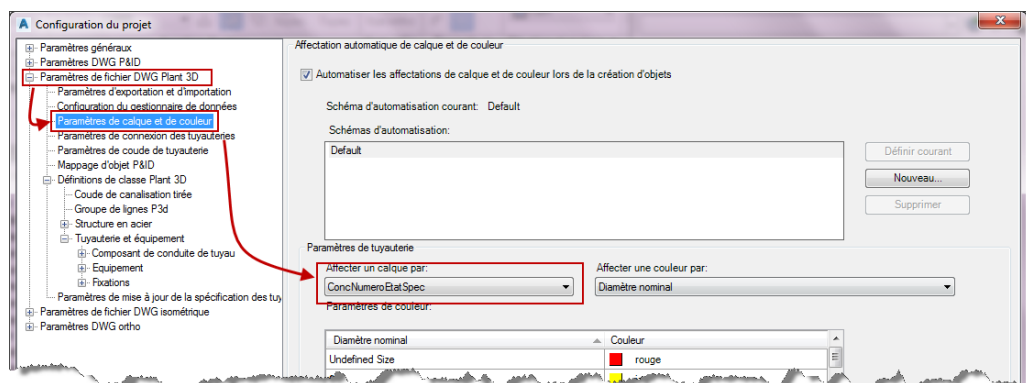 Configuration du projet
Paramètres généraux
Paramètres DWG P&ID
Paramètres de fichier DWG Plant 3D
Paramètres d'exportation et d'importation
Configuration du gestionnaire de données
Paramètres de calque et de couleur
Paramètres de connexion des tuyauteries
Paramètres de coude de tuyauterie
Mappage d'objet P&ID
Définitions de classe Plant 3D
Coude de canalisation tirée
Groupe de lignes P3d
Structure en acier
Tuyauterie et équipement
Composant de conduite de tuyau
Equipement
Fixations
Paramètres de mise à jour de la spécification des tuy
Paramètres de fichier DWG isométrique
Paramètres DWG ortho
Affectation automatique de calque et de couleur
Automatiser les affectations de calque et de couleur lors de la création d'objets
Schéma d'automatisation courant: Default
Schémas d'automatisation:
Default
Définir courant
Nouveau...
Supprimer
Paramètres de tuyauterie
Affecter un calque par:
Affecter une couleur par:
ConcNumeroEtatSpec
Diamètre nominal
Paramètres de couleur:
Diamètre nominal
Couleur
Undefined Size
rouge